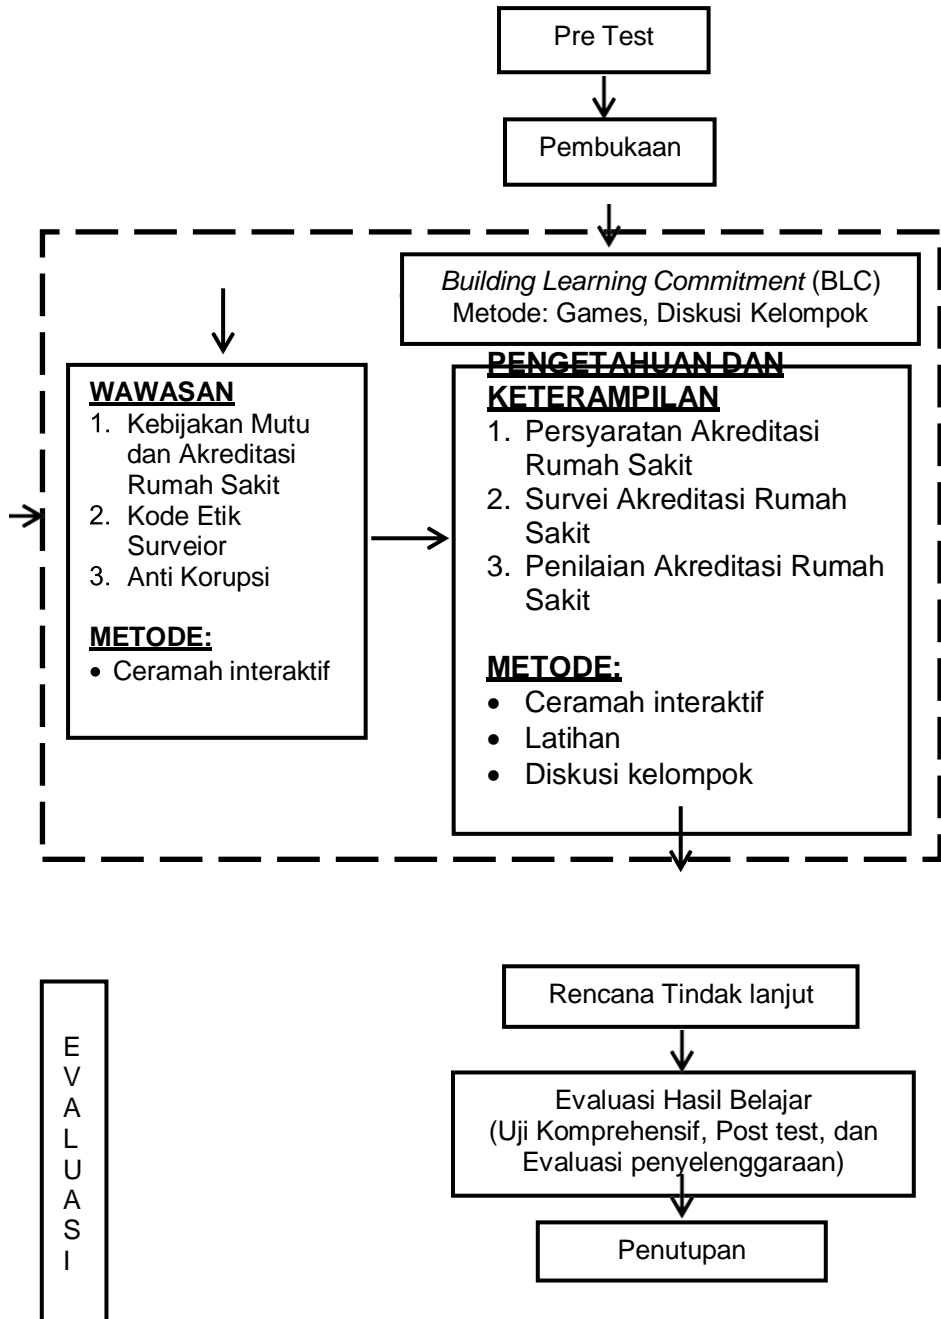 Pre Test
Pembukaan
Building Learning Commitment (BLC)
Metode: Games, Diskusi Kelompok
WAWASAN
1. Kebijakan Mutu
dan Akreditasi
Rumah Sakit
2. Kode Etik
Surveior
3. Anti Korupsi
METODE:
• Ceramah interaktif
PENGETAHUAN DAN
KETERAMPILAN
1. Persyaratan Akreditasi
Rumah Sakit
2. Survei Akreditasi Rumah
Sakit
3. Penilaian Akreditasi Rumah
Sakit
METODE:
• Ceramah interaktif
• Latihan
• Diskusi kelompok
E
V
A
L
U
A
S
I
Rencana Tindak lanjut
Evaluasi Hasil Belajar
(Uji Komprehensif, Post test, dan
Evaluasi penyelenggaraan)
Penutupan